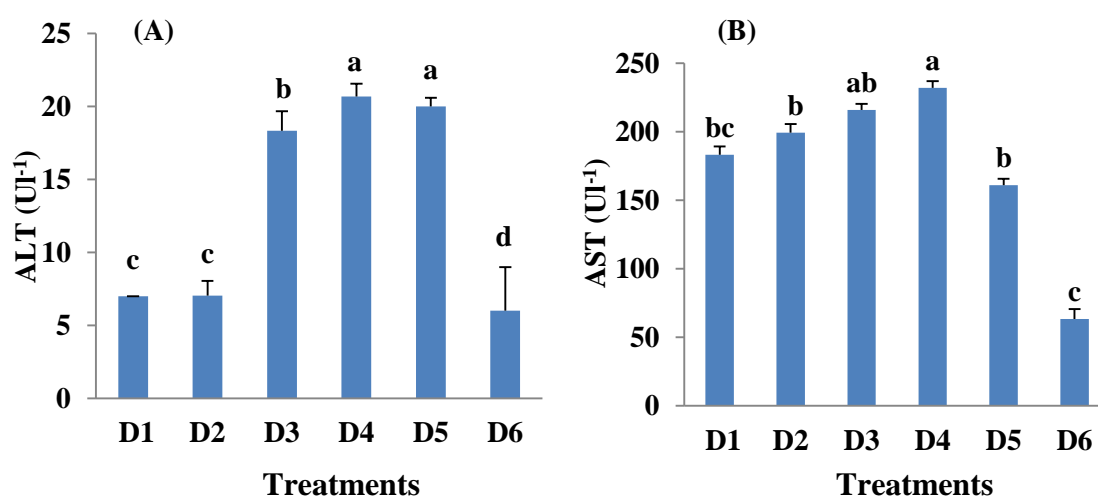 (A)
ALT (Ul-1)
25
20
15
10
5
0
c
c
b
a
a
d
D1 D2 D3 D4 D5 D6
Treatments
(B)
AST (Ul-1)
250
200
150
100
50
0
bc
b
ab
a
b
c
D1 D2 D3 D4 D5 D6
Treatments